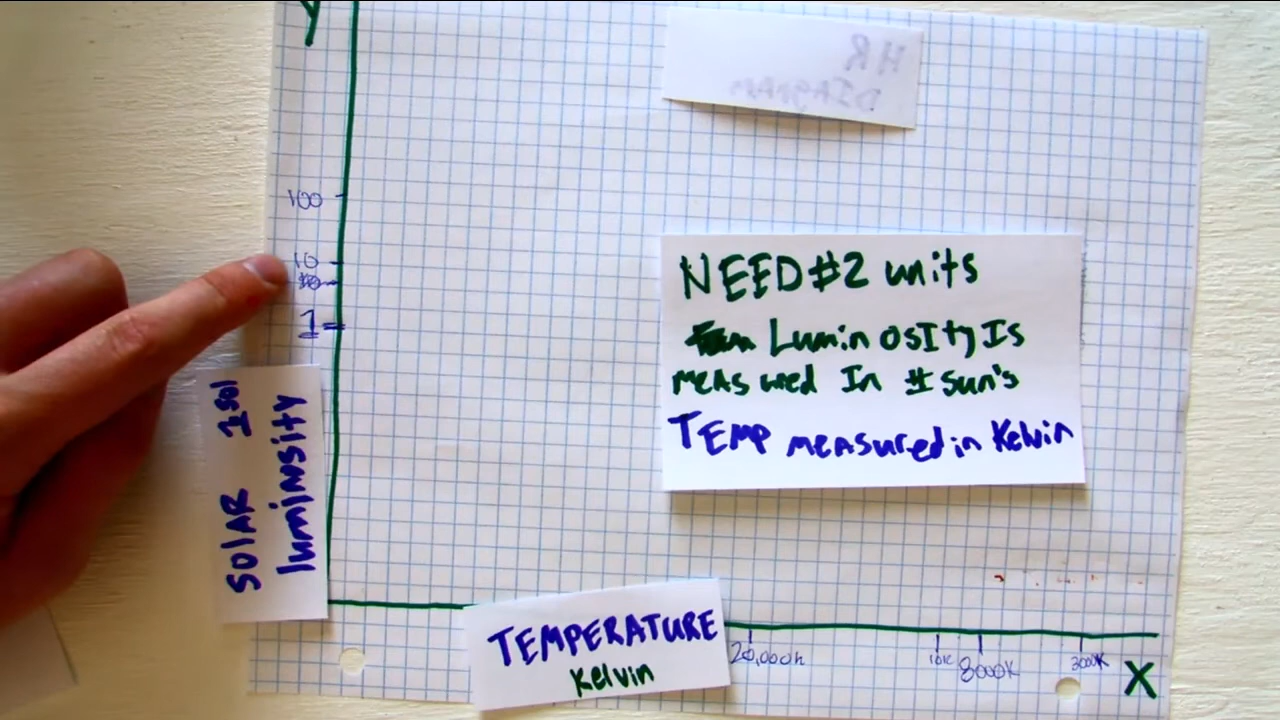 Y
HR
DIAGRAM
100
10
1
NEED #2 units
LuminosITy Is
meAsured In # sun's
TEMP meAsured in Kelvin
SOlAR 1sol
luminosity
TEMPERATURE
Kelvin
20,000k
8000K
3000K
X